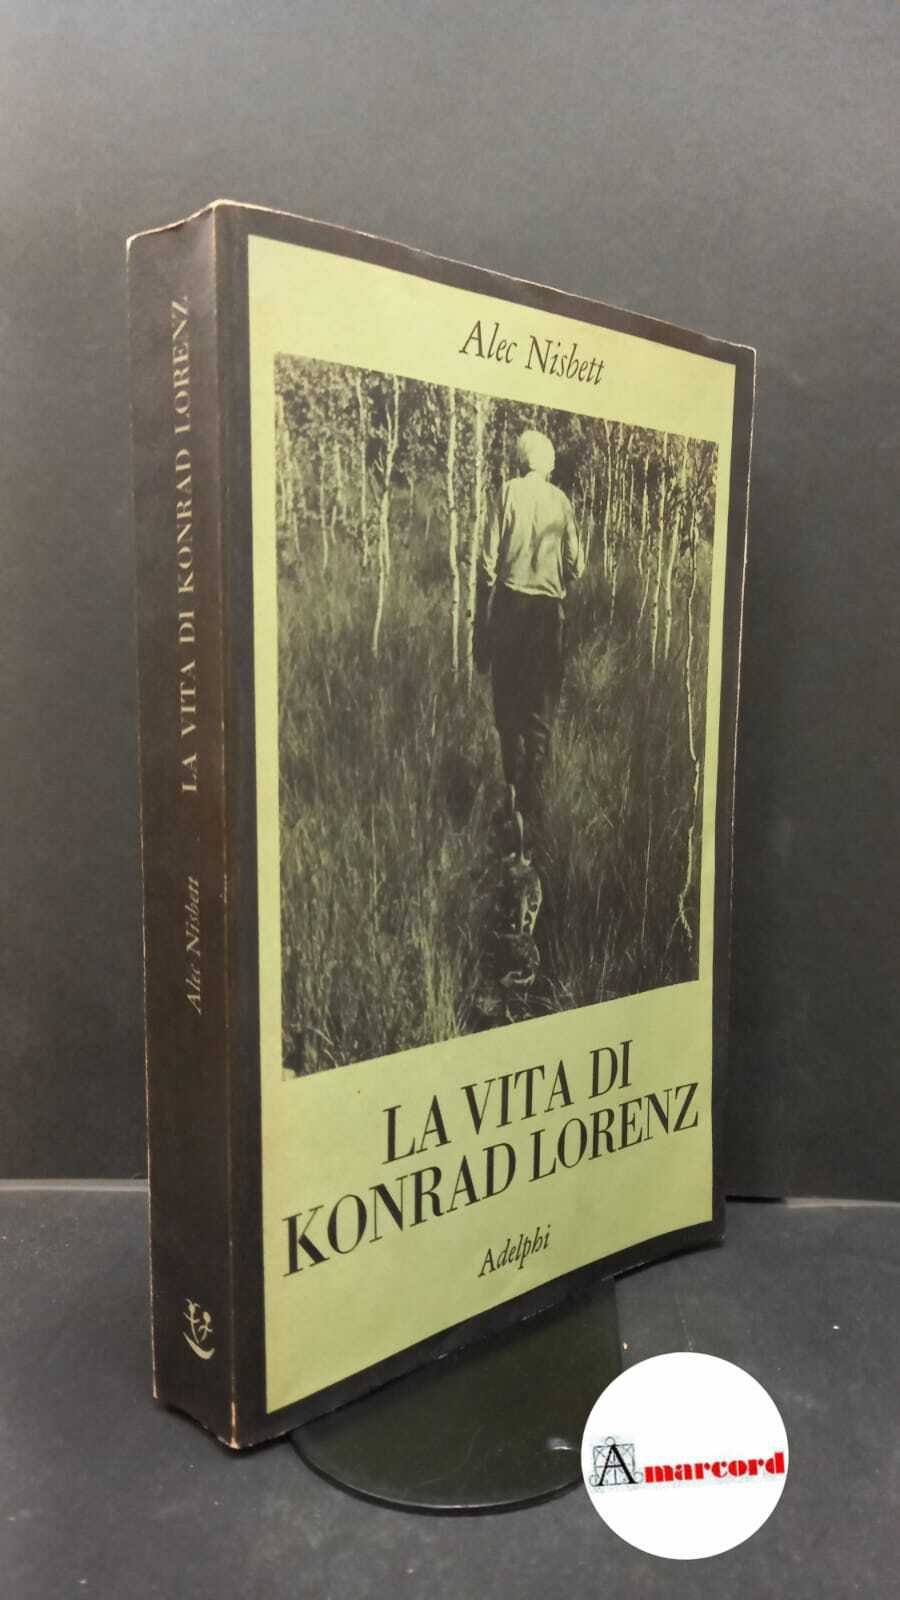 Alec Nisbett
LA VITA DI
KONRAD LORENZ
Adelphi
Alec Nisbett LA VITA DI KONRAD LORENZ
Amarcord